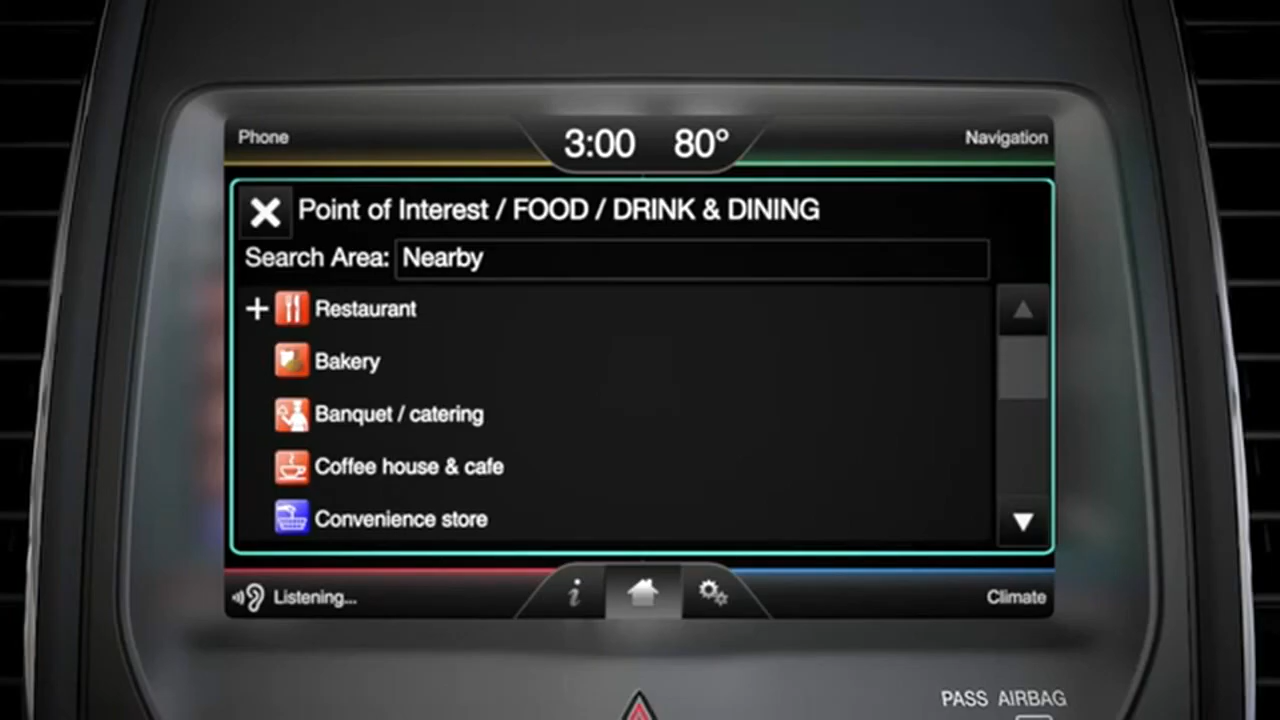 Phone
3:00 80°
Navigation
Point of Interest / FOOD / DRINK & DINING
Search Area: Nearby
Restaurant
Bakery
Banquet / catering
Coffee house & cafe
Convenience store
Listening...
i
Climate
PASS AIRBAG